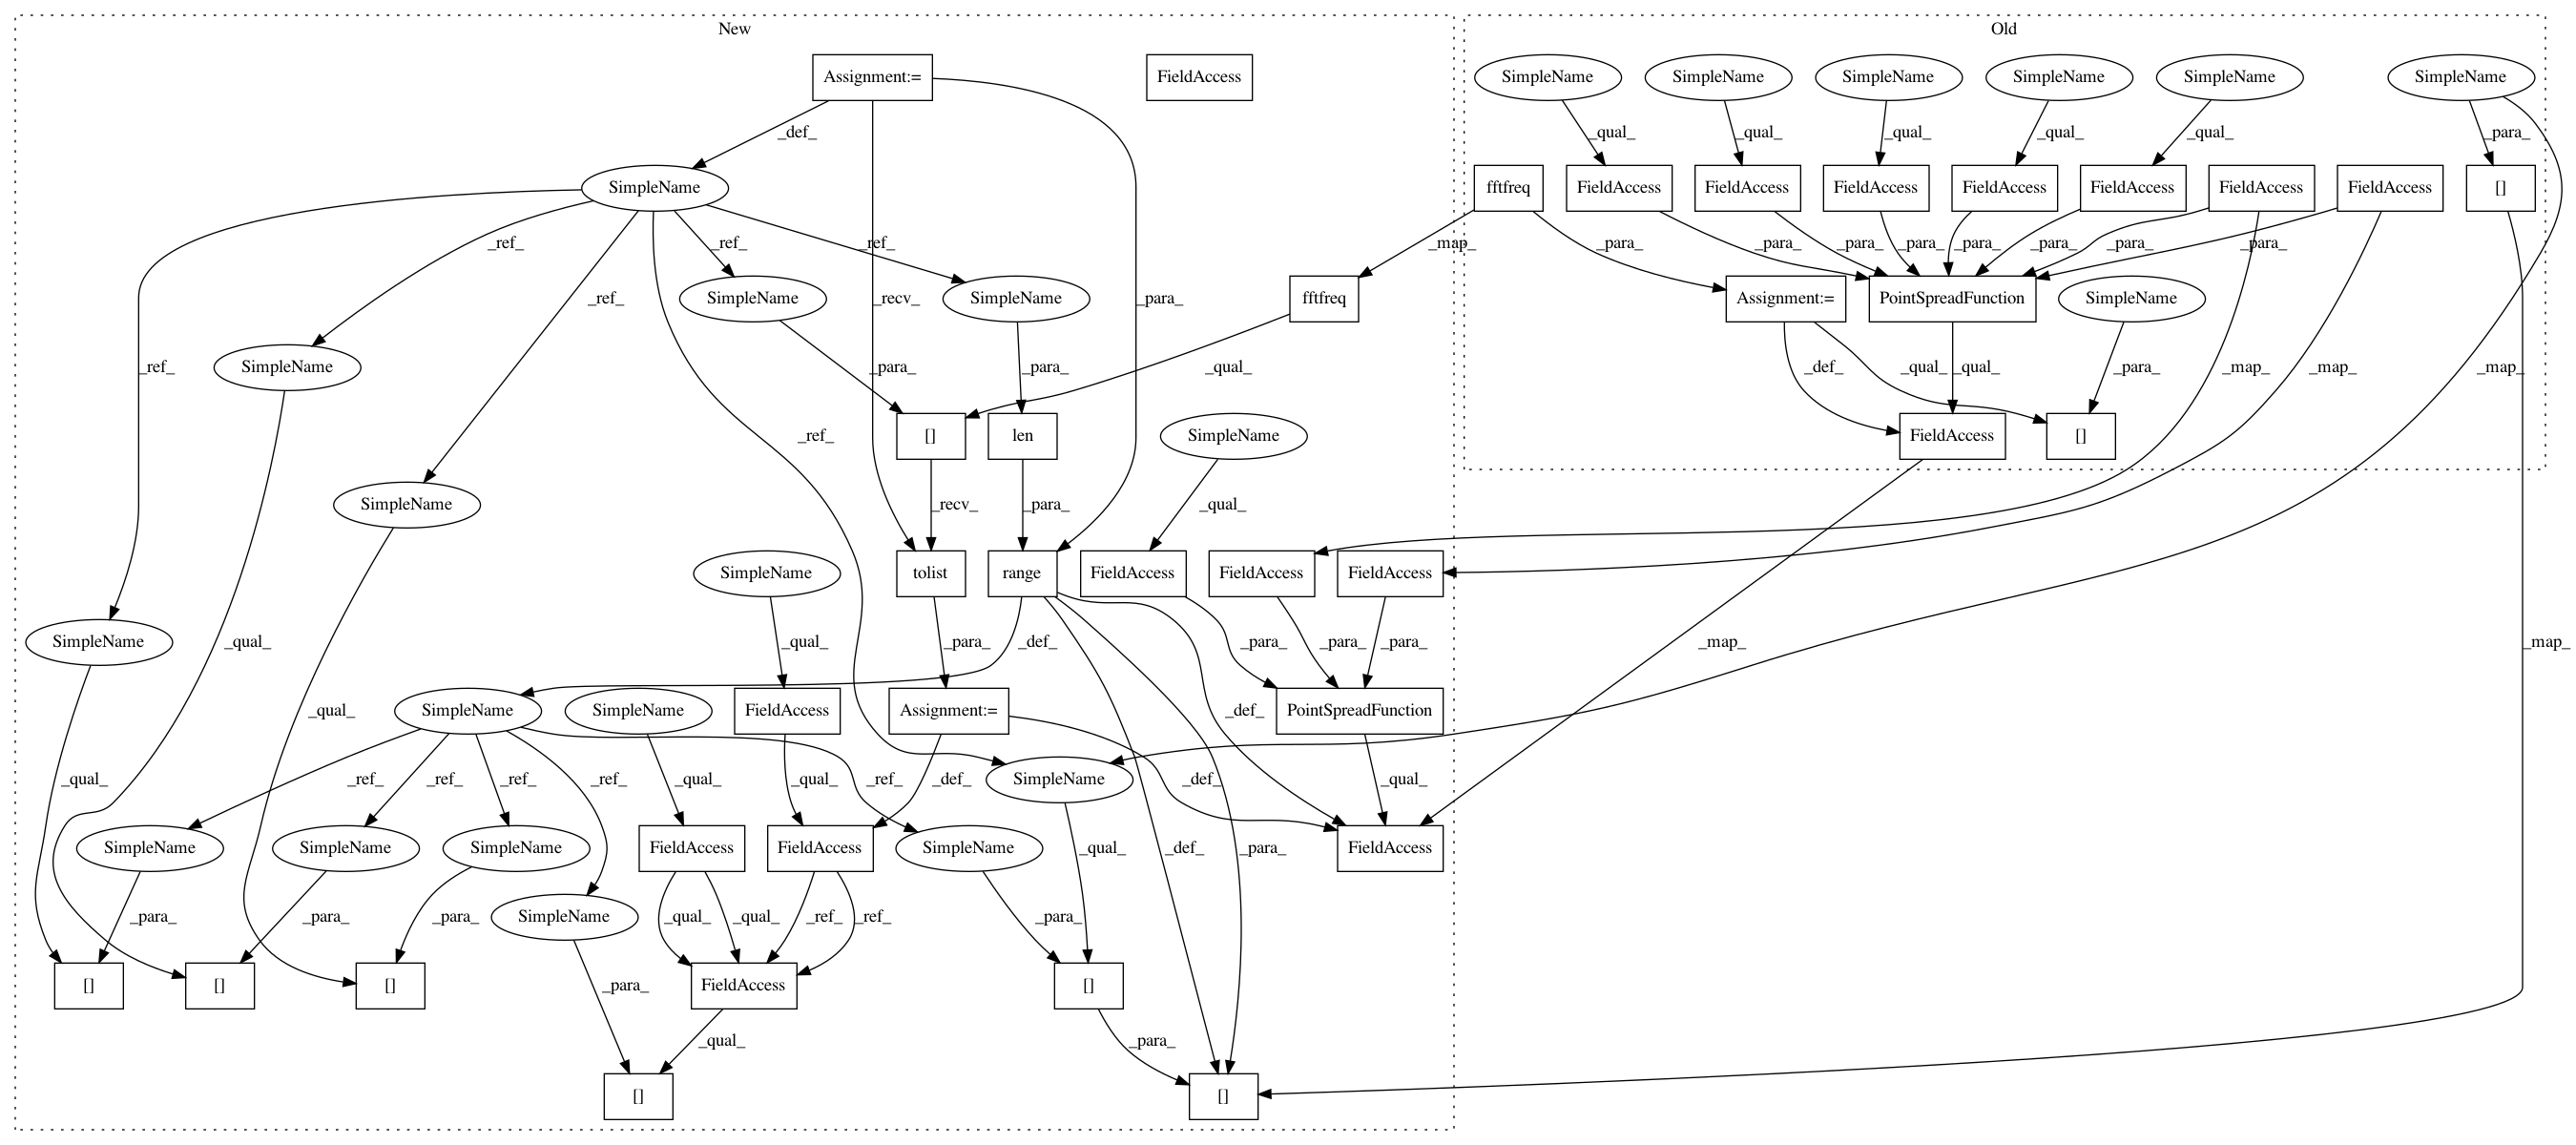 New
Old
Assignment:=
FieldAccess
SimpleName
SimpleName
SimpleName
SimpleName
SimpleName
SimpleName
_def_
_qual_
_qual_
_qual_
_qual_
_qual_
_para_
SimpleName
fftfreq
FieldAccess
FieldAccess
FieldAccess
FieldAccess
FieldAccess
FieldAccess
FieldAccess
[]
_ref_
_ref_
_ref_
_map_
_para_
_para_
_para_
_para_
_para_
_para_
_para_
_para_
_ref_
_recv_
_para_
SimpleName
SimpleName
fftfreq
Assignment:=
PointSpreadFunction
SimpleName
_ref_
SimpleName
_para_
_para_
_qual_
_def_
_qual_
_qual_
_para_
_map_
_map_
_map_
_ref_
[]
len
SimpleName
FieldAccess
[]
SimpleName
_recv_
_para_
_qual_
SimpleName
tolist
range
FieldAccess
FieldAccess
FieldAccess
SimpleName
_qual_
_qual_
_para_
_def_
_para_
_para_
_para_
_map_
_map_
_qual_
SimpleName
SimpleName
FieldAccess
Assignment:=
PointSpreadFunction
_def_
_qual_
_ref_
_ref_
_ref_
_ref_
_qual_
_qual_
_def_
_ref_
SimpleName
_def_
_qual_
SimpleName
SimpleName
SimpleName
FieldAccess
FieldAccess
SimpleName
_qual_
_def_
_para_
FieldAccess
_para_
_para_
_para_
SimpleName
_qual_
_qual_
_ref_
_ref_
_para_
[]
[]
[]
_para_
FieldAccess
[]
_qual_
_para_
[]
[]